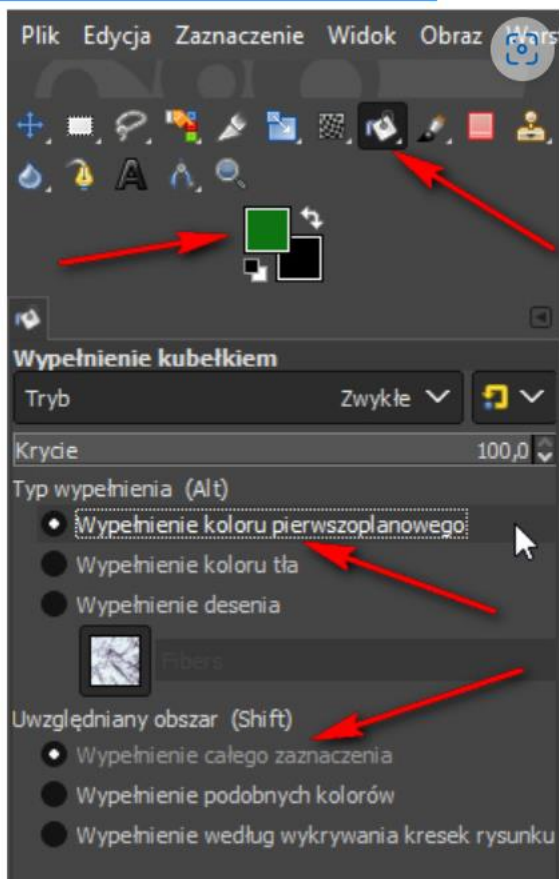 Plik Edycja Zaznaczenie Widok Obraz Wars
Wypełnienie kubełkiem
Tryb Zwykłe
Krycie 100,0
Typ wypełnienia (Alt)
Wypełnienie koloru pierwszoplanowego
Wypełnienie koloru tła
Wypełnienie desenia
Fibers
Uwzględniany obszar (Shift)
Wypełnienie całego zaznaczenia
Wypełnienie podobnych kolorów
Wypełnienie według wykrywania kresek rysunku